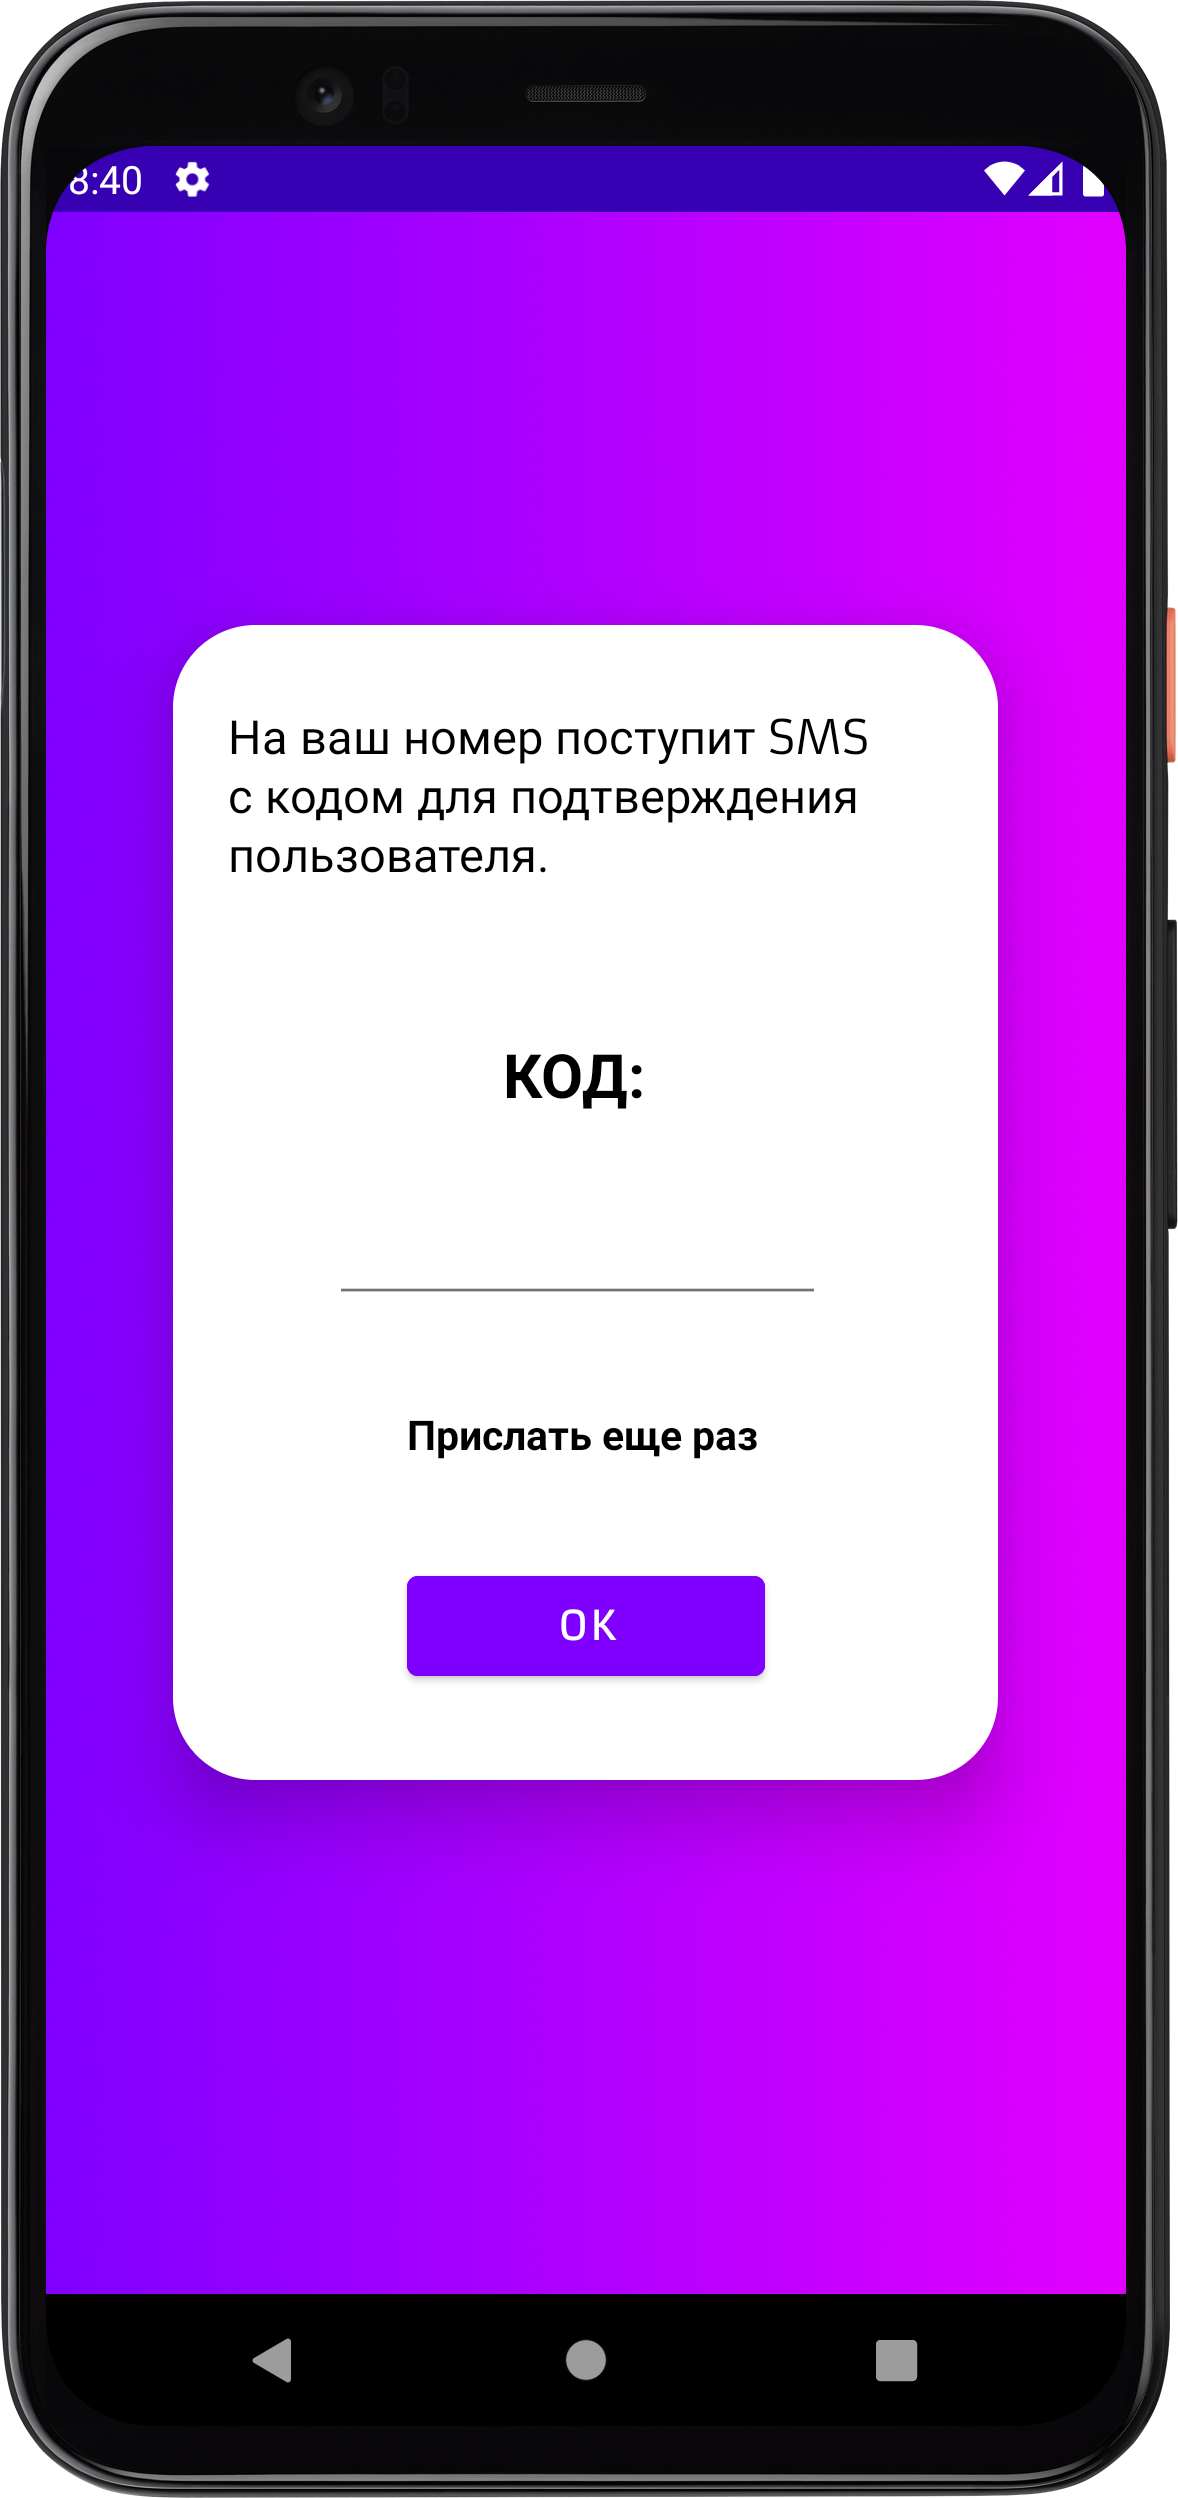 8:40
На ваш номер поступит SMS
с кодом для подтверждения
пользователя.
КОД:
Прислать еще раз
OK